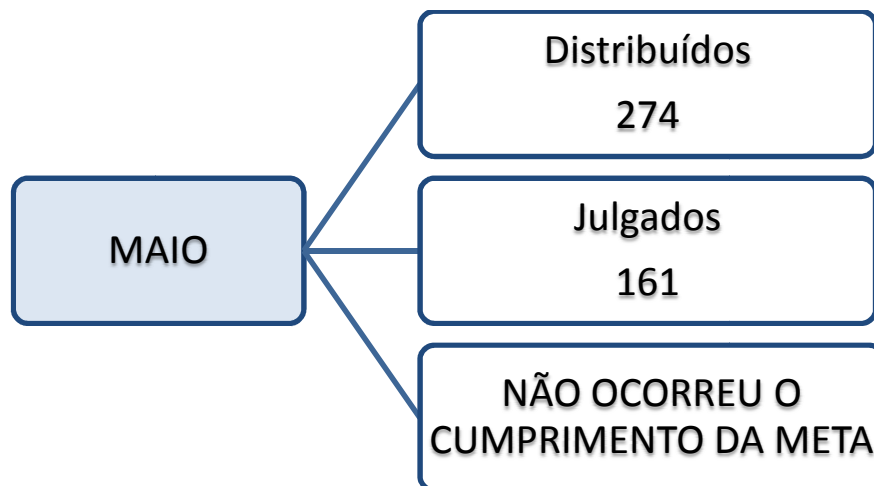 MAIO
Distribuídos
274
Julgados
161
NÃO OCORREU O
CUMPRIMENTO DA META